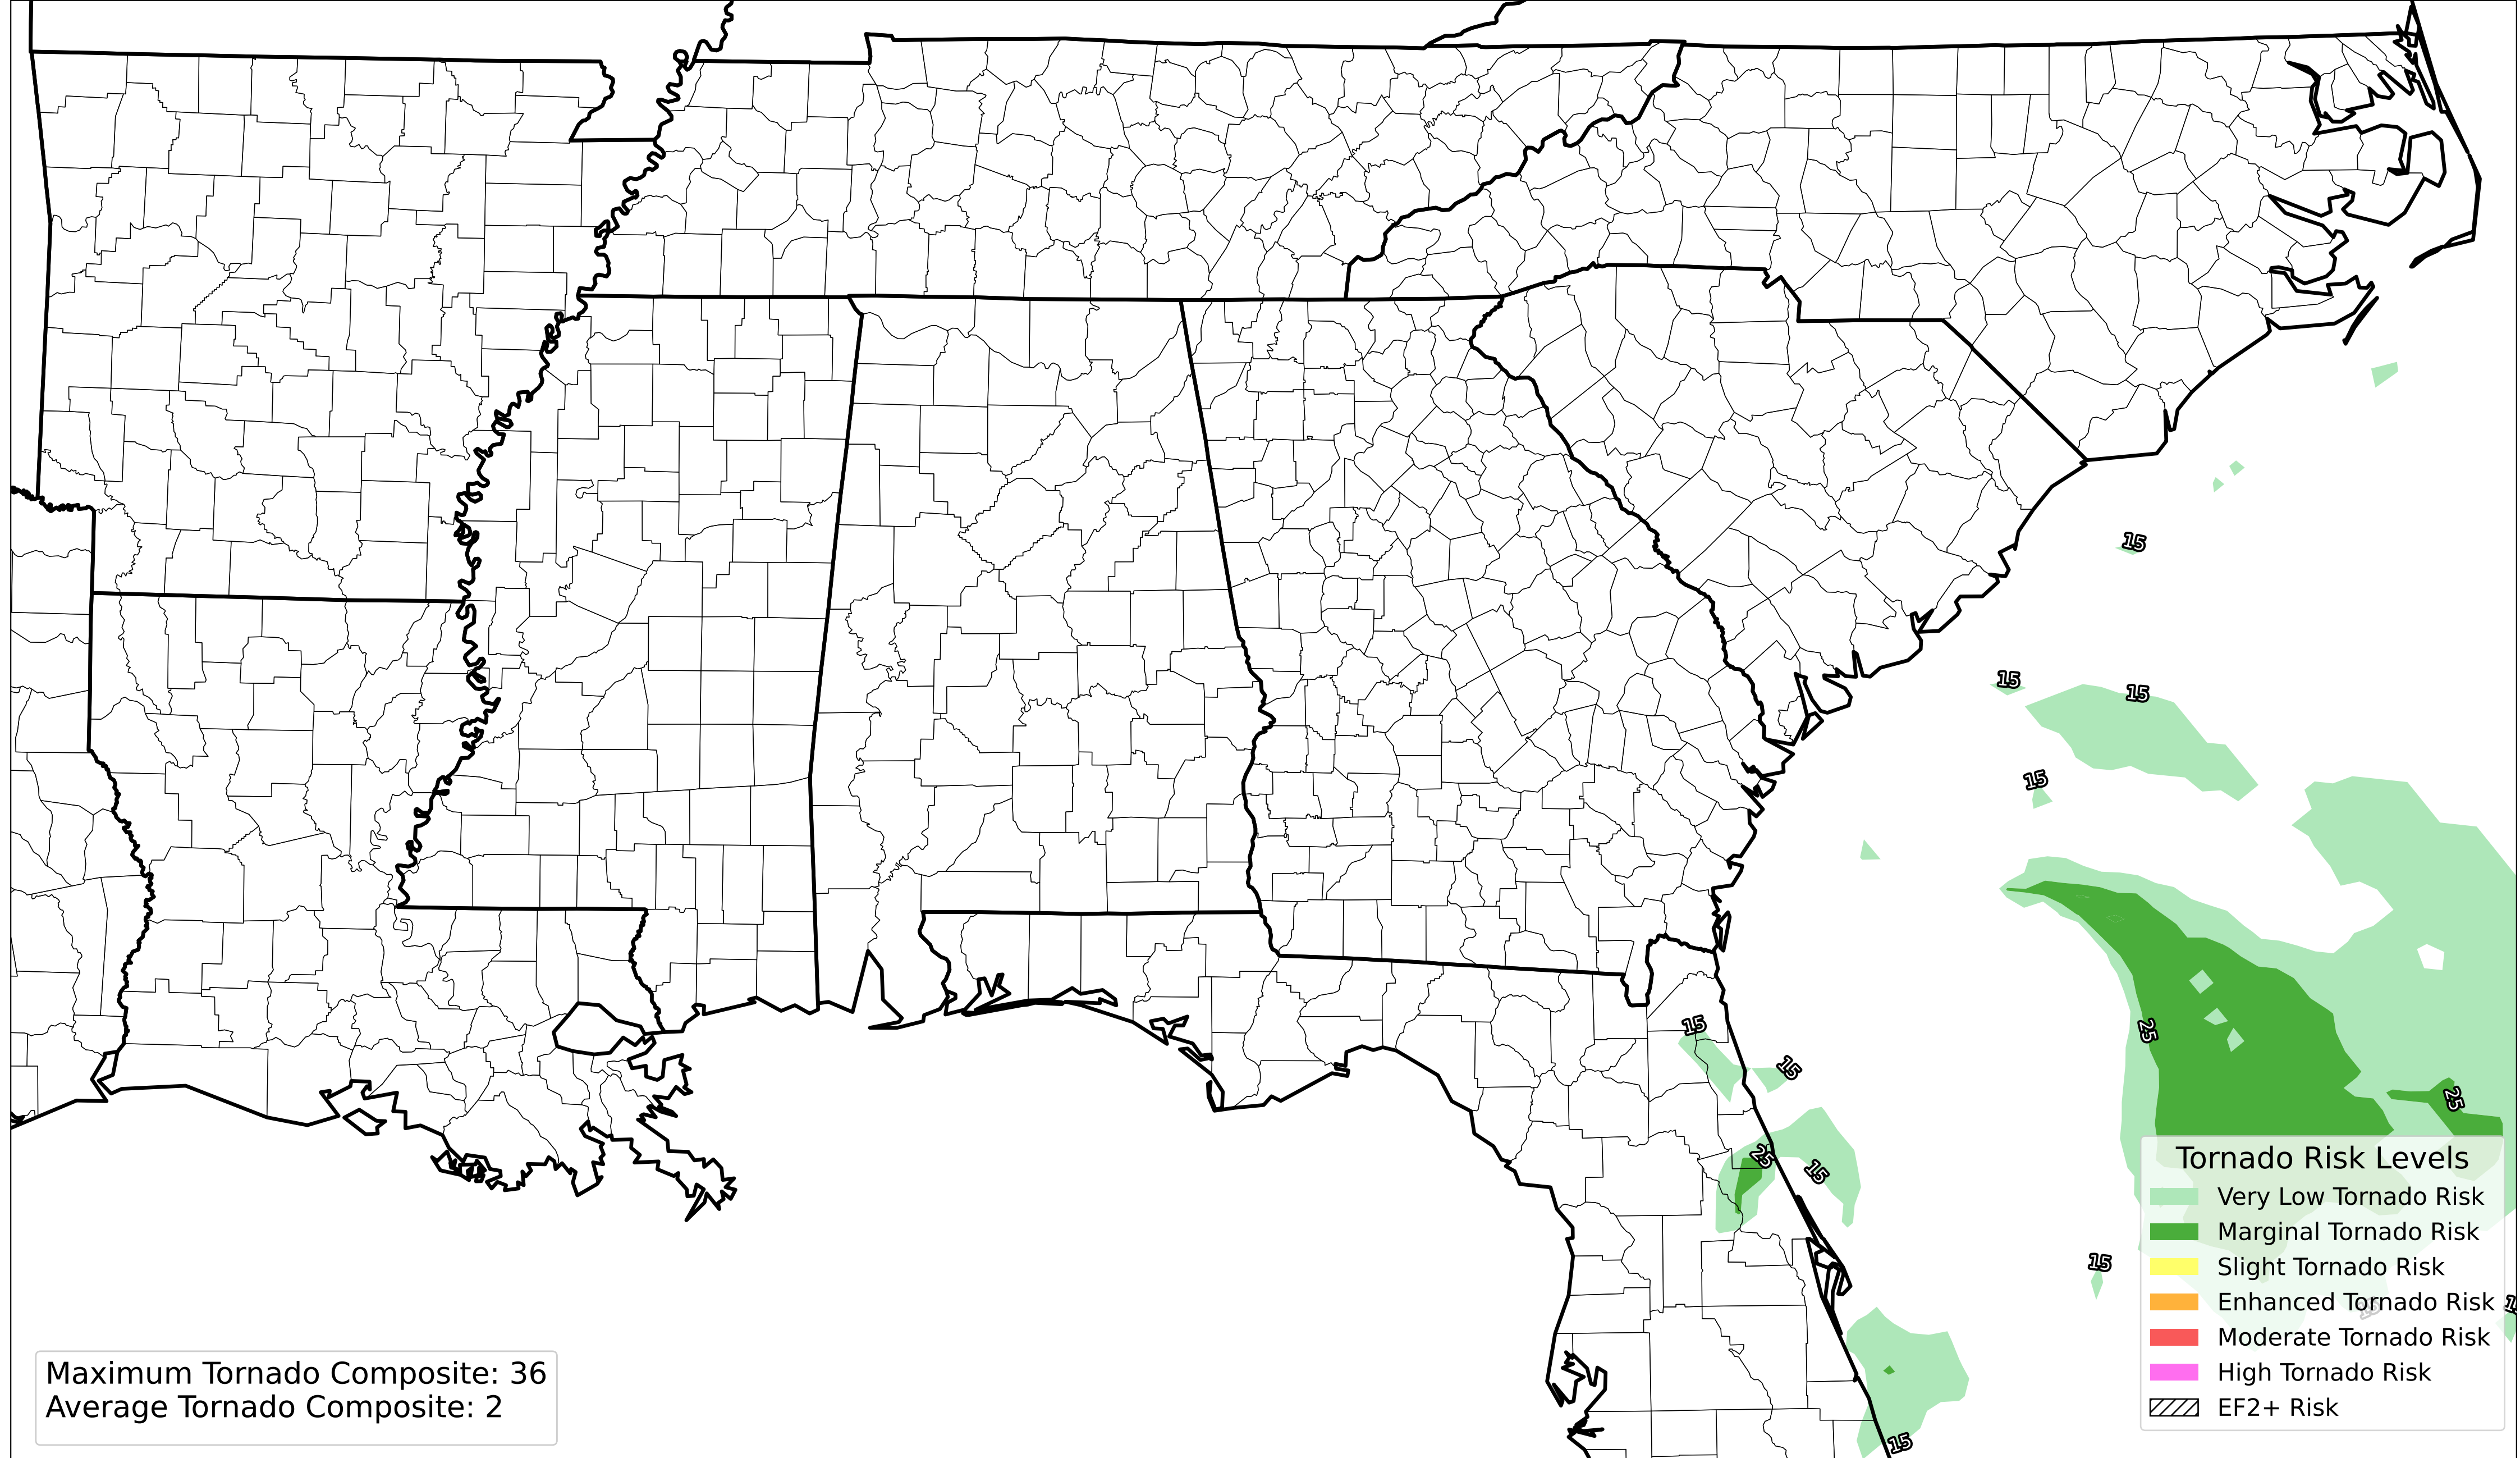 15
15
15
15
15
25
15
15
25
25
15
15
15
Tornado Risk Levels
Very Low Tornado Risk
Marginal Tornado Risk
Slight Tornado Risk
Enhanced Tornado Risk
Moderate Tornado Risk
High Tornado Risk
EF2+ Risk
Maximum Tornado Composite: 36
Average Tornado Composite: 2
15